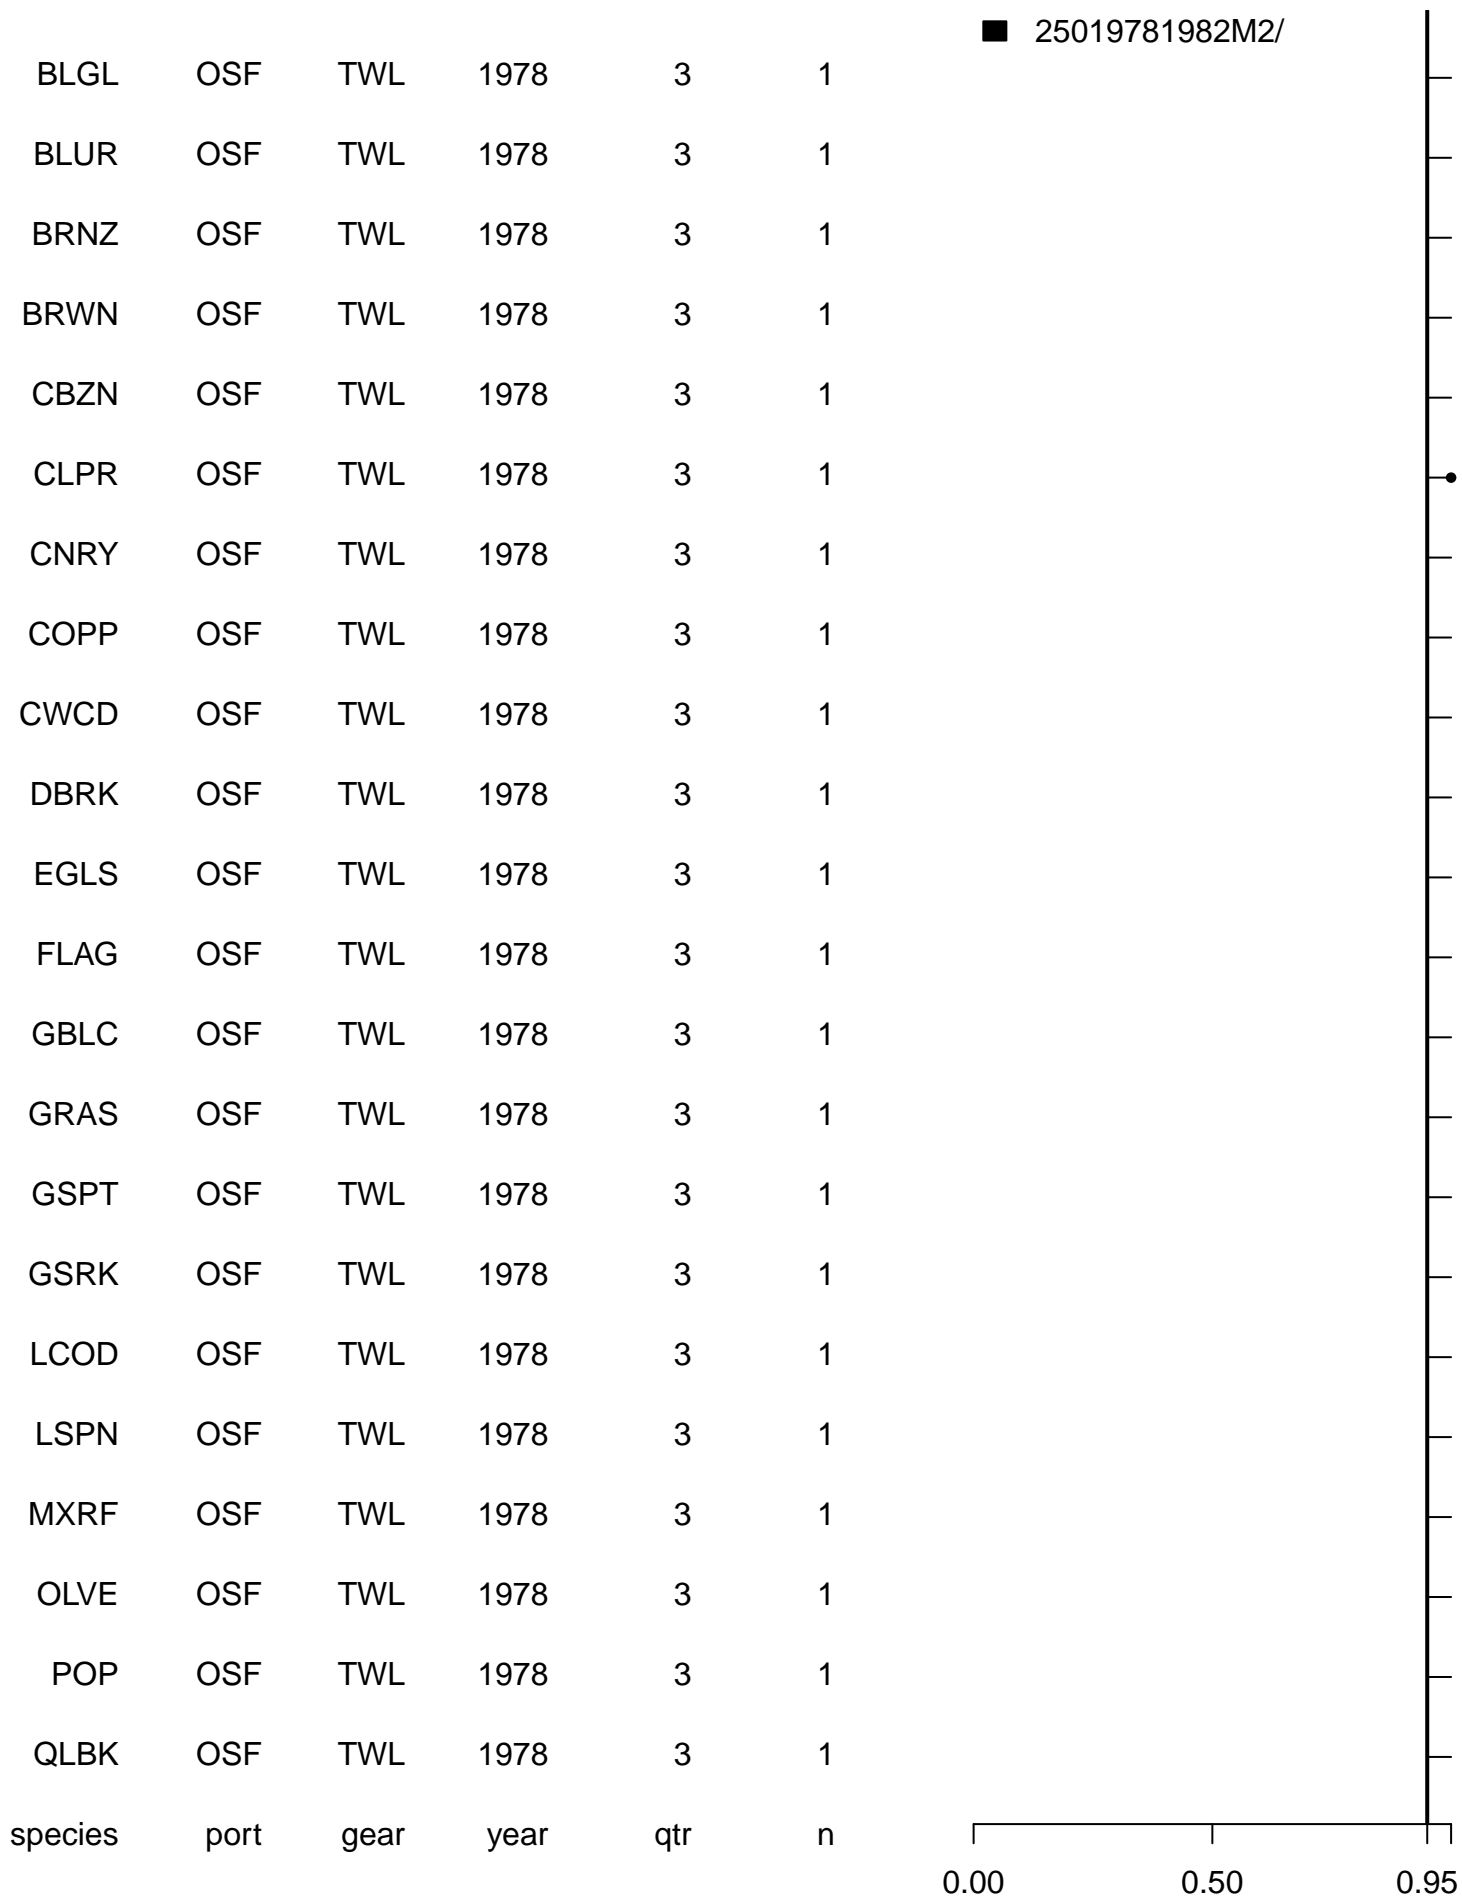 25019781982M2/
BLGL OSF TWL 1978 3 1
BLUR OSF TWL 1978 3 1
BRNZ OSF TWL 1978 3 1
BRWN OSF TWL 1978 3 1
CBZN OSF TWL 1978 3 1
CLPR OSF TWL 1978 3 1
CNRY OSF TWL 1978 3 1
COPP OSF TWL 1978 3 1
CWCD OSF TWL 1978 3 1
DBRK OSF TWL 1978 3 1
EGLS OSF TWL 1978 3 1
FLAG OSF TWL 1978 3 1
GBLC OSF TWL 1978 3 1
GRAS OSF TWL 1978 3 1
GSPT OSF TWL 1978 3 1
GSRK OSF TWL 1978 3 1
LCOD OSF TWL 1978 3 1
LSPN OSF TWL 1978 3 1
MXRF OSF TWL 1978 3 1
OLVE OSF TWL 1978 3 1
POP OSF TWL 1978 3 1
QLBK OSF TWL 1978 3 1
species port gear year qtr n
0.00 0.50 0.95